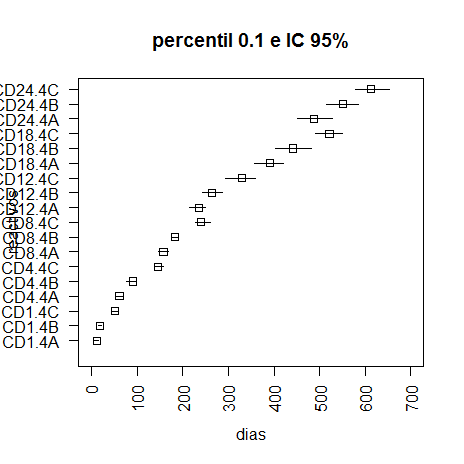 percentil 0.1 e IC 95%
CD24.4C
CD24.4B
CD24.4A
CD18.4C
CD18.4B
CD18.4A
CD12.4C
CD12.4B
CD12.4A
CD8.4C
CD8.4B
CD8.4A
CD4.4C
CD4.4B
CD4.4A
CD1.4C
CD1.4B
CD1.4A
0 100 200 300 400 500 600 700
dias